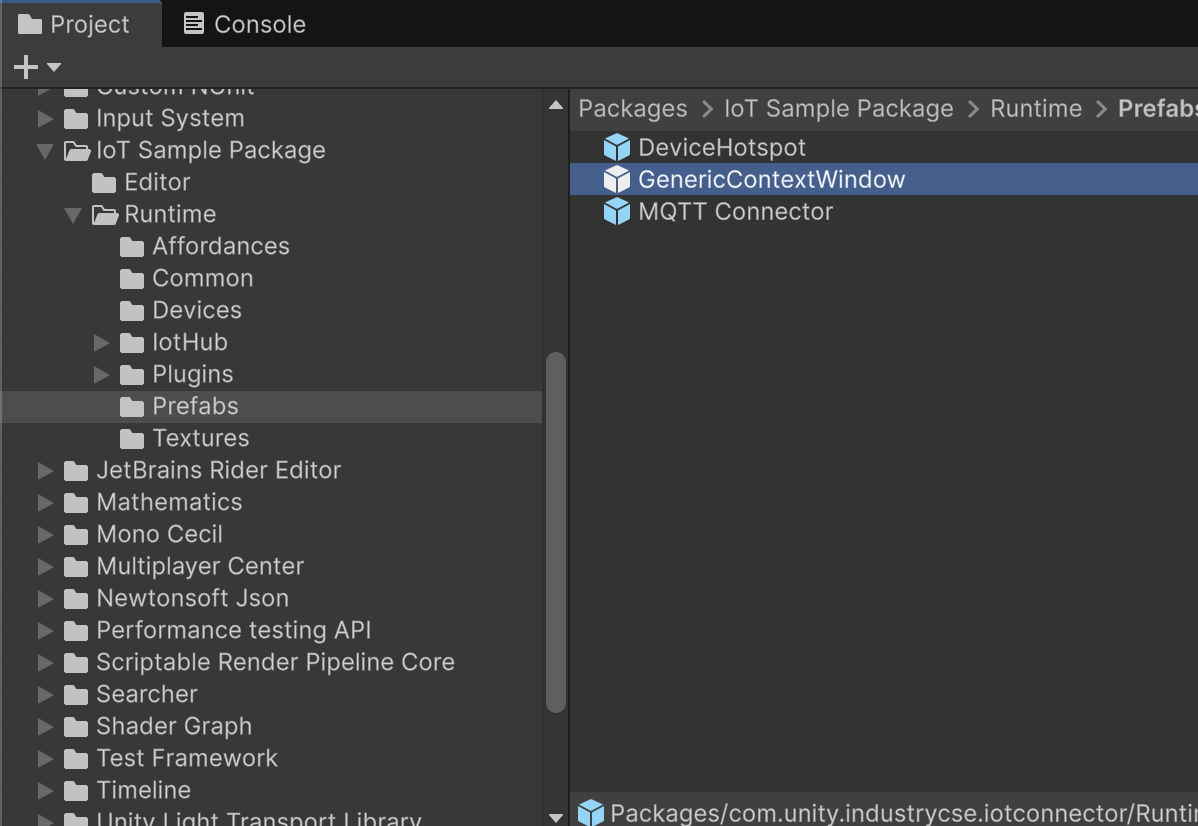 Project
Console
Custom NUnit
Input System
IoT Sample Package
Editor
Runtime
Affordances
Common
Devices
IotHub
Plugins
Prefabs
Textures
JetBrains Rider Editor
Mathematics
Mono Cecil
Multiplayer Center
Newtonsoft Json
Performance testing API
Scriptable Render Pipeline Core
Searcher
Shader Graph
Test Framework
Timeline
Unity Light Transport Library
Packages > IoT Sample Package > Runtime > Prefabs
DeviceHotspot
GenericContextWindow
MQTT Connector
Packages/com.unity.industrycse.iotconnector/Runtin